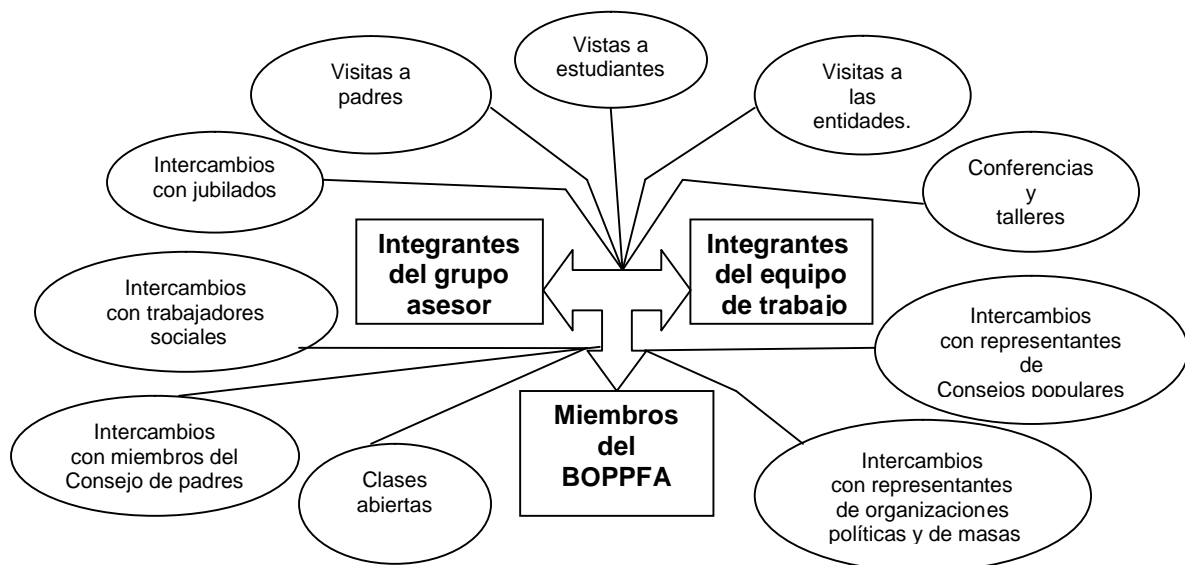 Vistas a
estudiantes
Visitas a
padres
Visitas a
las
entidades.
Intercambios
con jubilados
Conferencias
y
talleres
Integrantes
del grupo
asesor
Integrantes
del equipo
de trabajo
Intercambios
con trabajadores
sociales
Intercambios
con representantes
de
Consejos populares
Miembros
del
BOPPFA
Intercambios
con miembros del
Consejo de padres
Clases
abiertas
Intercambios
con representantes
de organizaciones
políticas y de masas